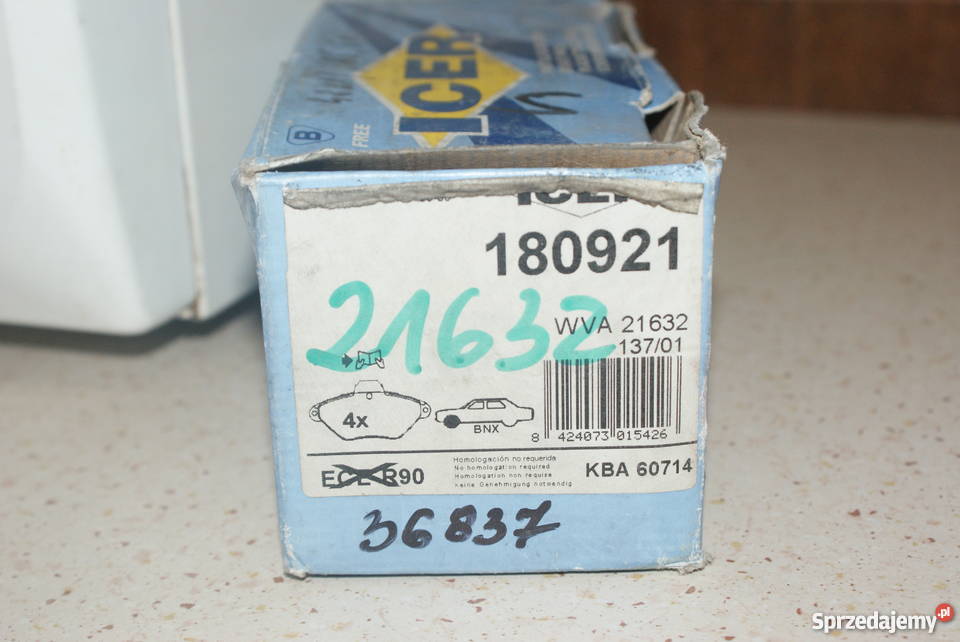 ICER
B
FREE
180921
21632
WVA 21632
137/01
4x
BNX
8 424073 015426
ECE R90
Homologación no requerida
No homologation required
Homologation non requise
Keine Genehmigung notwendig
KBA 60714
36837
Sprzedajemy.pl